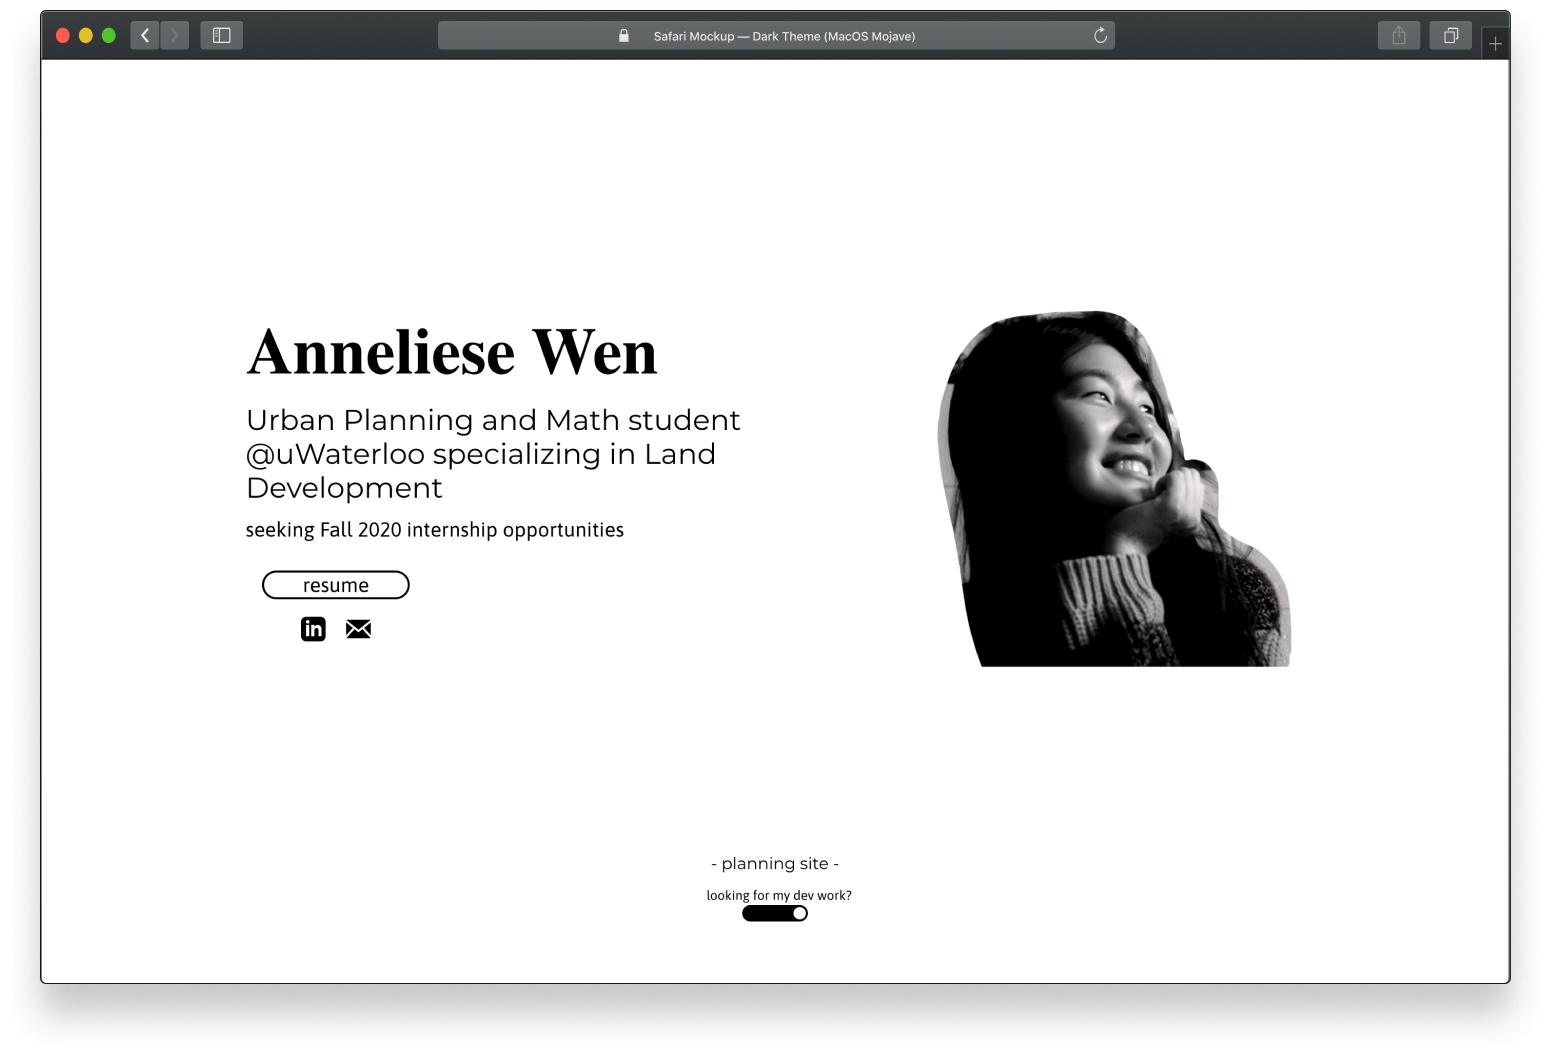 Safari Mockup — Dark Theme (MacOS Mojave)
Anneliese Wen
Urban Planning and Math student
@uWaterloo specializing in Land
Development
seeking Fall 2020 internship opportunities
resume
in
- planning site -
looking for my dev work?